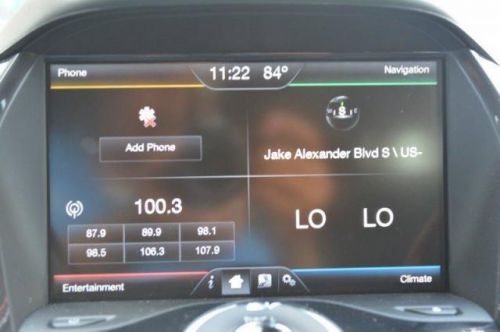 Phone 11:22 84° Navigation
Add Phone
S
Jake Alexander Blvd S \ US-
100.3
LO LO
87.9 89.9 98.1
98.5 106.3 107.9
Entertainment i Climate